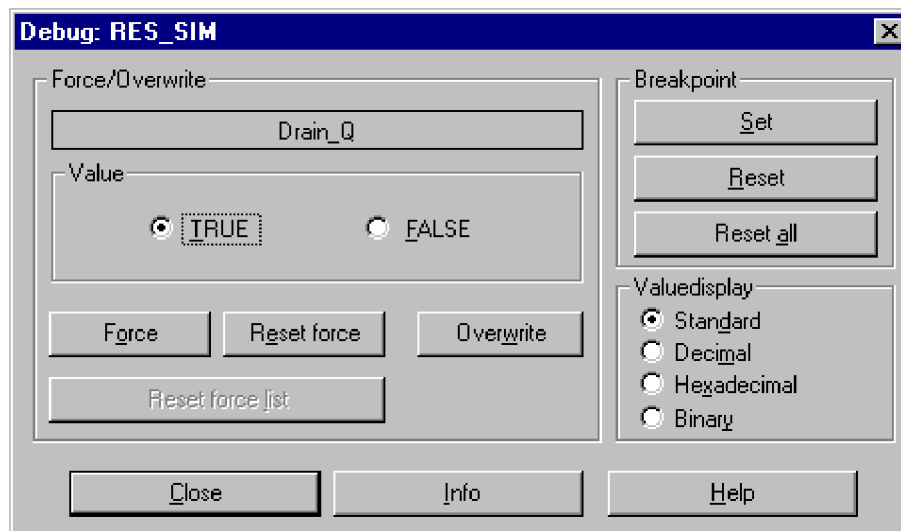 Debug: RES_SIM
Force/Overwrite
Drain_Q
Value
TRUE
FALSE
Force
Reset force
Overwrite
Reset force list
Breakpoint
Set
Reset
Reset all
Valuedisplay
Standard
Decimal
Hexadecimal
Binary
Close
Info
Help